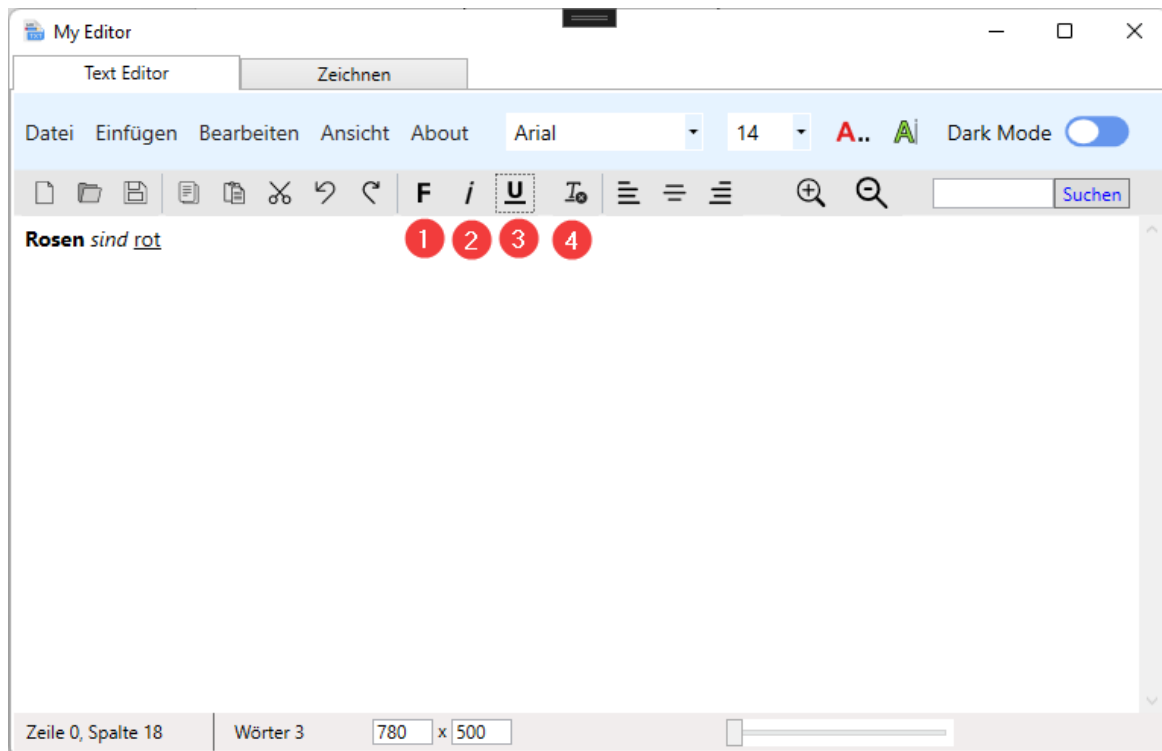 My Editor
Text Editor Zeichnen
Datei Einfügen Bearbeiten Ansicht About Arial 14 A.. A Dark Mode
F i U T Suchen
Rosen sind rot 1 2 3 4
Zeile 0, Spalte 18 Wörter 3 780 x 500